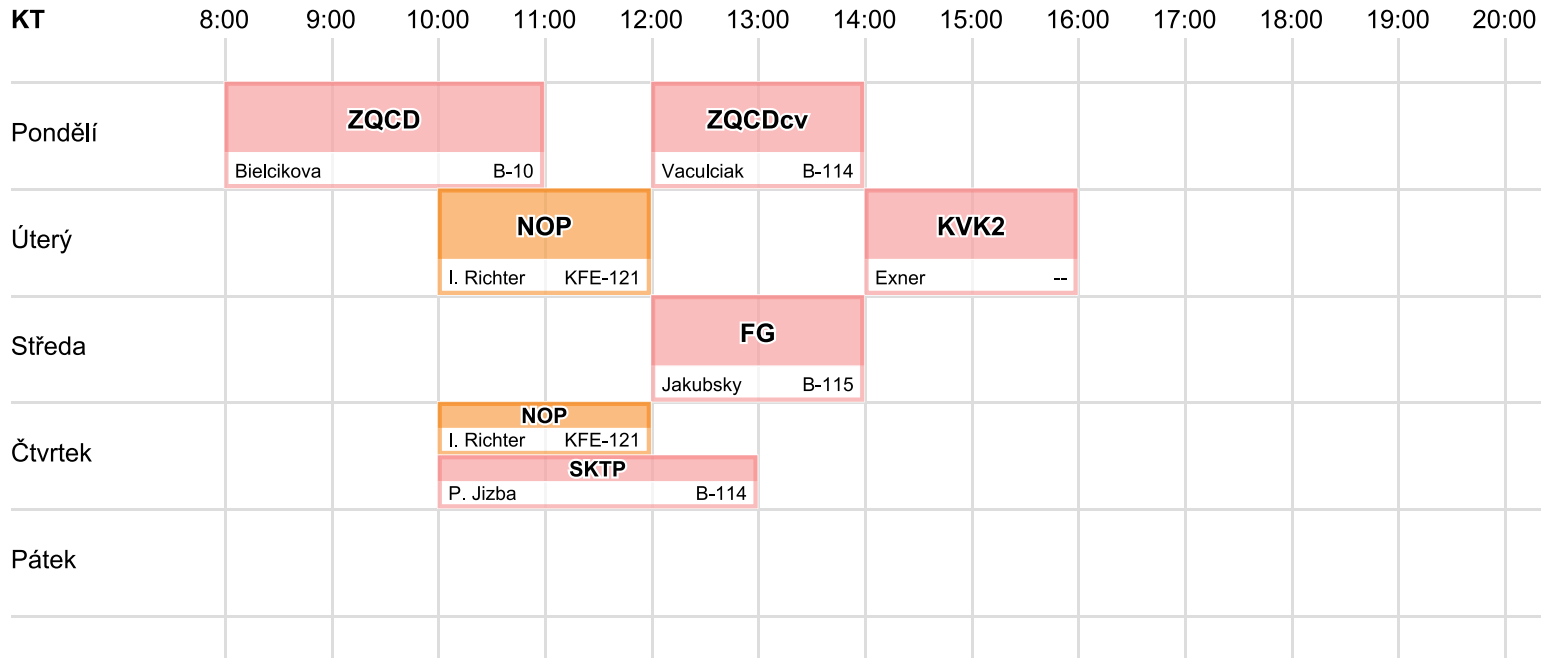 KT 8:00 9:00 10:00 11:00 12:00 13:00 14:00 15:00 16:00 17:00 18:00 19:00 20:00
Pondělí
ZQCD
Bielcikova B-10
ZQCDcv
Vaculciak B-114
Úterý
NOP
I. Richter KFE-121
KVK2
Exner --
Středa
FG
Jakubsky B-115
Čtvrtek
NOP
I. Richter KFE-121
SKTP
P. Jizba B-114
Pátek